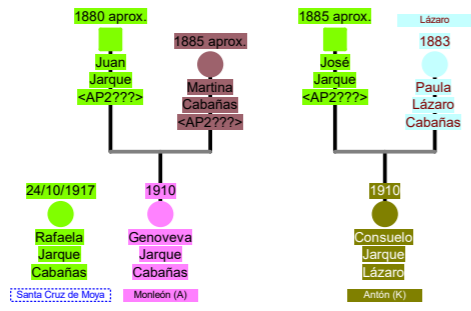 1880 aprox.
Juan
Jarque
<AP2???>
1885 aprox.
Martina
Cabañas
<AP2???>
1885 aprox.
José
Jarque
<AP2???>
Lázaro
1883
Paula
Lázaro
Cabañas
24/10/1917
Rafaela
Jarque
Cabañas
Santa Cruz de Moya
1910
Genoveva
Jarque
Cabañas
Monleón (A)
1910
Consuelo
Jarque
Lázaro
Antón (K)